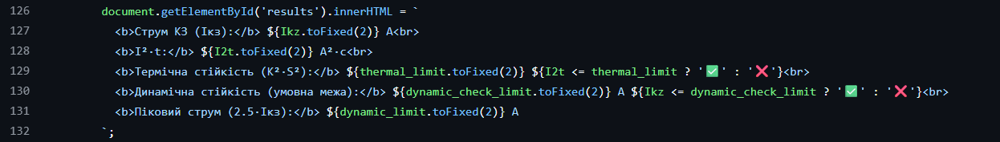 126 document.getElementById('results').innerHTML = `
127 <b>Струм КЗ (Ікз):</b> ${Ikz.toFixed(2)} А<br>
128 <b>I²·t:</b> ${I2t.toFixed(2)} А²·с<br>
129 <b>Термічна стійкість (K²·S²):</b> ${thermal_limit.toFixed(2)} ${I2t <= thermal_limit ? '✅' : '❌'}<br>
130 <b>Динамічна стійкість (умовна межа):</b> ${dynamic_check_limit.toFixed(2)} А ${Ikz <= dynamic_check_limit ? '✅' : '❌'}<br>
131 <b>Піковий струм (2.5·Ікз):</b> ${dynamic_limit.toFixed(2)} А
132 `;